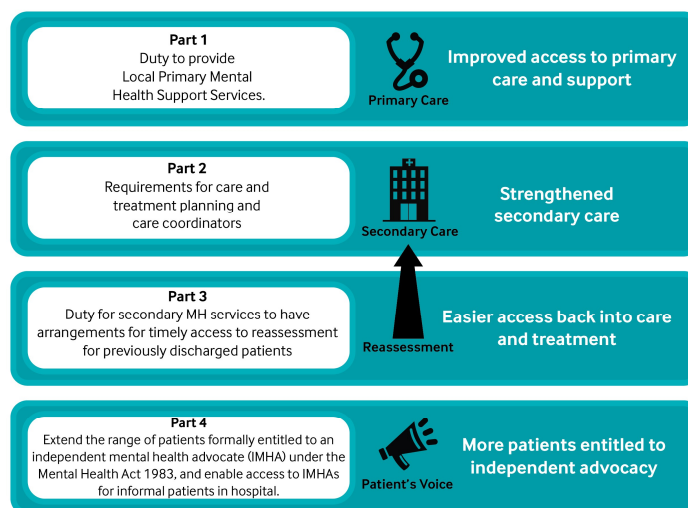 Part 1
Duty to provide
Local Primary Mental
Health Support Services.
Primary Care
Improved access to primary
care and support
Part 2
Requirements for care and
treatment planning and
care coordinators
Secondary Care
Strengthened
secondary care
Part 3
Duty for secondary MH services to have
arrangements for timely access to reassessment
for previously discharged patients
Reassessment
Easier access back into care
and treatment
Part 4
Extend the range of patients formally entitled to an
independent mental health advocate (IMHA) under the
Mental Health Act 1983, and enable access to IMHAs
for informal patients in hospital.
Patient's Voice
More patients entitled to
independent advocacy